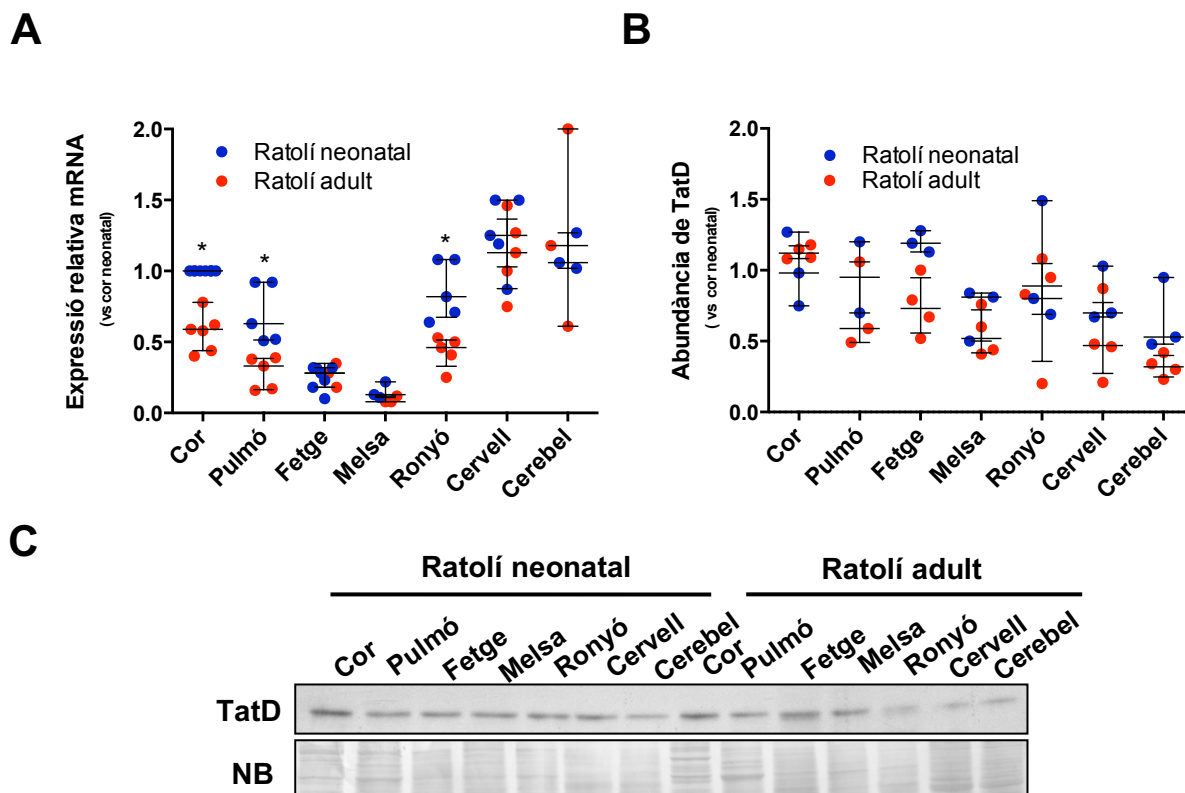 A
B
Expressió relativa mRNA
(vs cor neonatal)
2.0
1.5
1.0
0.5
0.0
Ratolí neonatal
Ratolí adult
*
*
*
Cor
Pulmó
Fetge
Melsa
Ronyó
Cervell
Cerebel
Abundància de TatD
( vs cor neonatal)
2.0
1.5
1.0
0.5
0.0
Ratolí neonatal
Ratolí adult
Cor
Pulmó
Fetge
Melsa
Ronyó
Cervell
Cerebel
C
Ratolí neonatal
Ratolí adult
Cor
Pulmó
Fetge
Melsa
Ronyó
Cervell
Cerebel
Cor
Pulmó
Fetge
Melsa
Ronyó
Cervell
Cerebel
TatD
NB